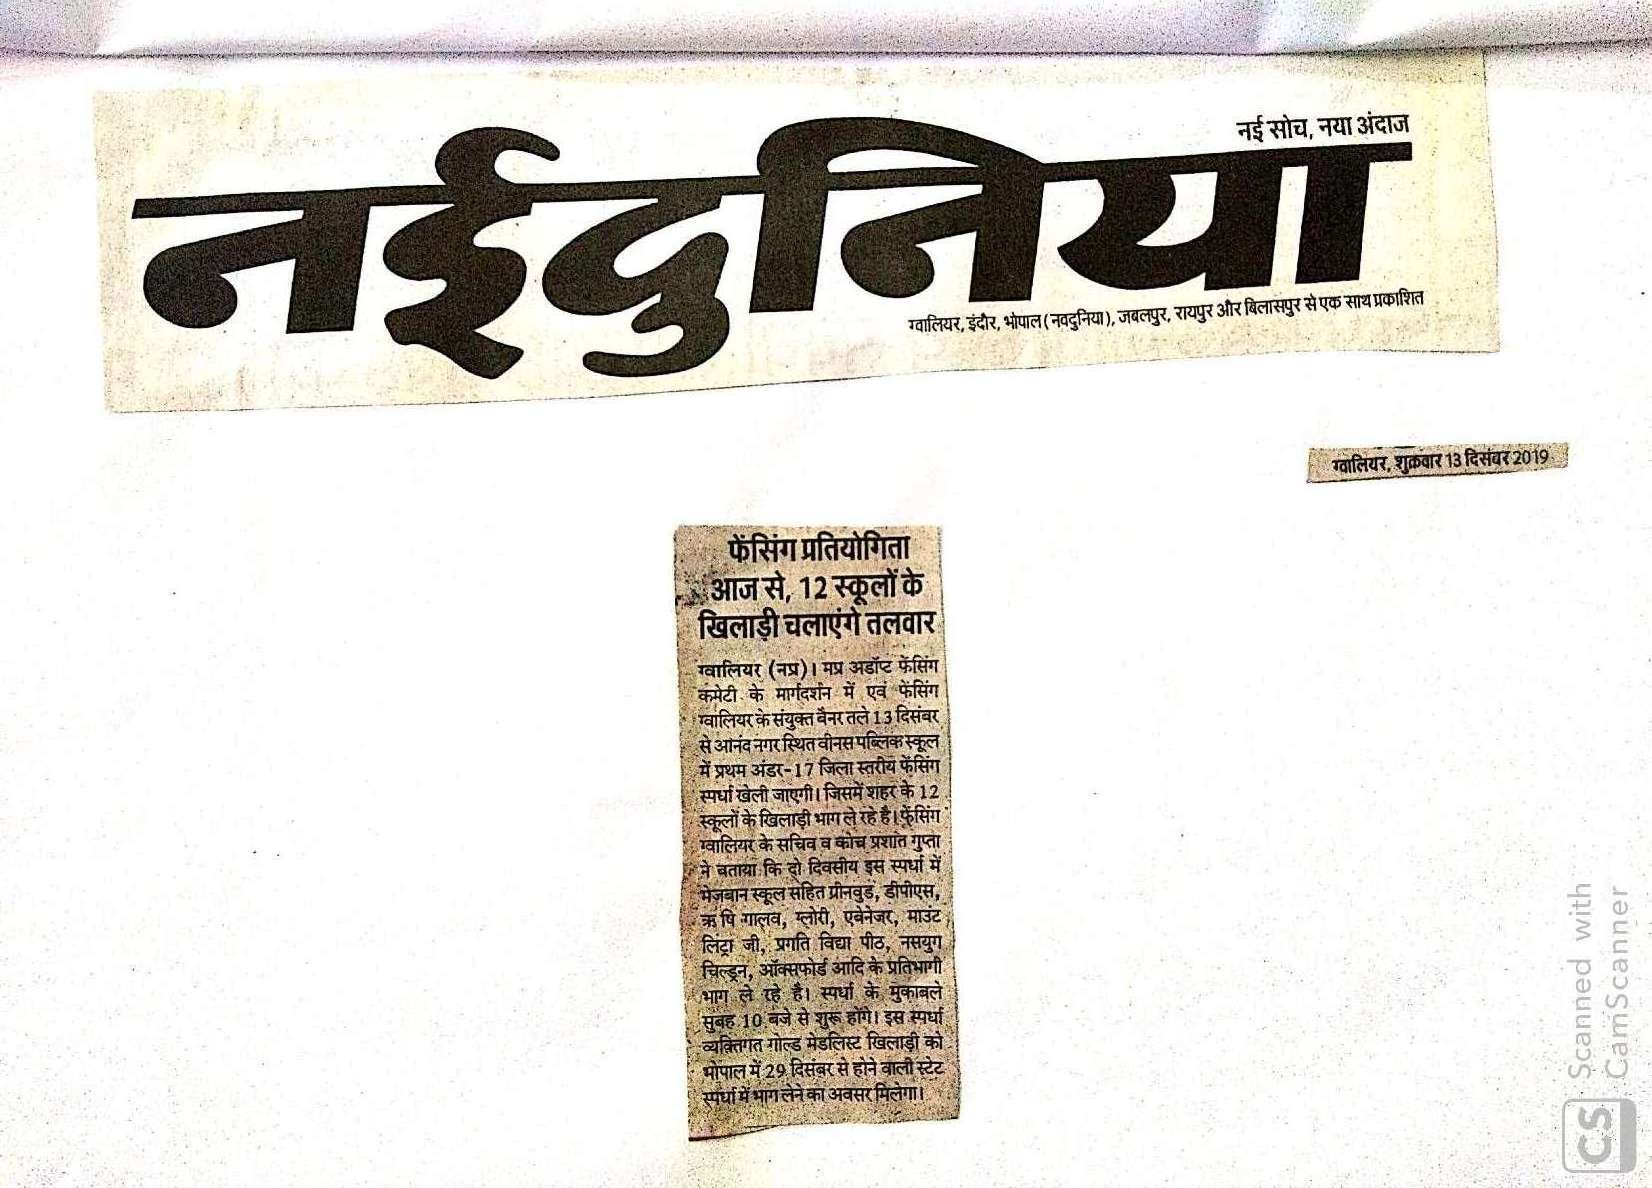 नई सोच, नया अंदाज
नईदुनिया
ग्वालियर, इंदौर, भोपाल (नवदुनिया), जबलपुर, रायपुर और बिलासपुर से एक साथ प्रकाशित
ग्वालियर, शुक्रवार 13 दिसंबर 2019
फेंसिंग प्रतियोगिता
आज से, 12 स्कूलों के
खिलाड़ी चलाएंगे तलवार
ग्वालियर (नप्र)। मप्र अडॉप्ट फेंसिंग
कमेटी के मार्गदर्शन में एवं फेंसिंग
ग्वालियर के संयुक्त बैनर तले 13 दिसंबर
से आनंद नगर स्थित वीनस पब्लिक स्कूल
में प्रथम अंडर-17 जिला स्तरीय फेंसिंग
स्पर्धा खेली जाएगी। जिसमें शहर के 12
स्कूलों के खिलाड़ी भाग ले रहे है। फेंसिंग
ग्वालियर के सचिव व कोच प्रशांत गुप्ता
ने बताया कि दो दिवसीय इस स्पर्धा में
मेजबान स्कूल सहित ग्रीनवुड, डीपीएस,
ऋषि गालव, ग्लोरी, एबेनेजर, माउंट
लिट्रा जी, प्रगति विद्या पीठ, नसयुग
चिल्ड्रन, ऑक्सफोर्ड आदि के प्रतिभागी
भाग ले रहे है। स्पर्धा के मुकाबले
सुबह 10 बजे से शुरू होंगे। इस स्पर्धा
व्यक्तिगत गोल्ड मेडलिस्ट खिलाड़ी को
भोपाल में 29 दिसंबर से होने वाली स्टेट
स्पर्धा में भाग लेने का अवसर मिलेगा।
Scanned with
CamScanner
CS